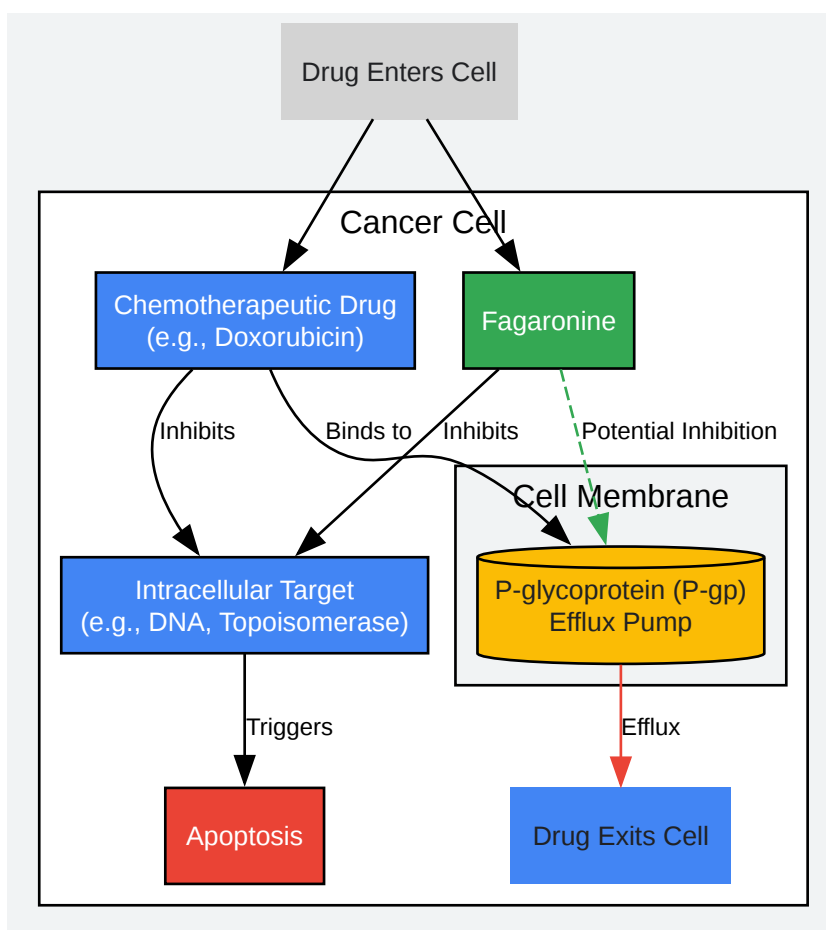 Drug Enters Cell
Cancer Cell
Chemotherapeutic Drug
(e.g., Doxorubicin)
Fagaronine
Inhibits
Binds to
Inhibits
Potential Inhibition
Cell Membrane
Intracellular Target
(e.g., DNA, Topoisomerase)
P-glycoprotein (P-gp)
Efflux Pump
Triggers
Efflux
Apoptosis
Drug Exits Cell